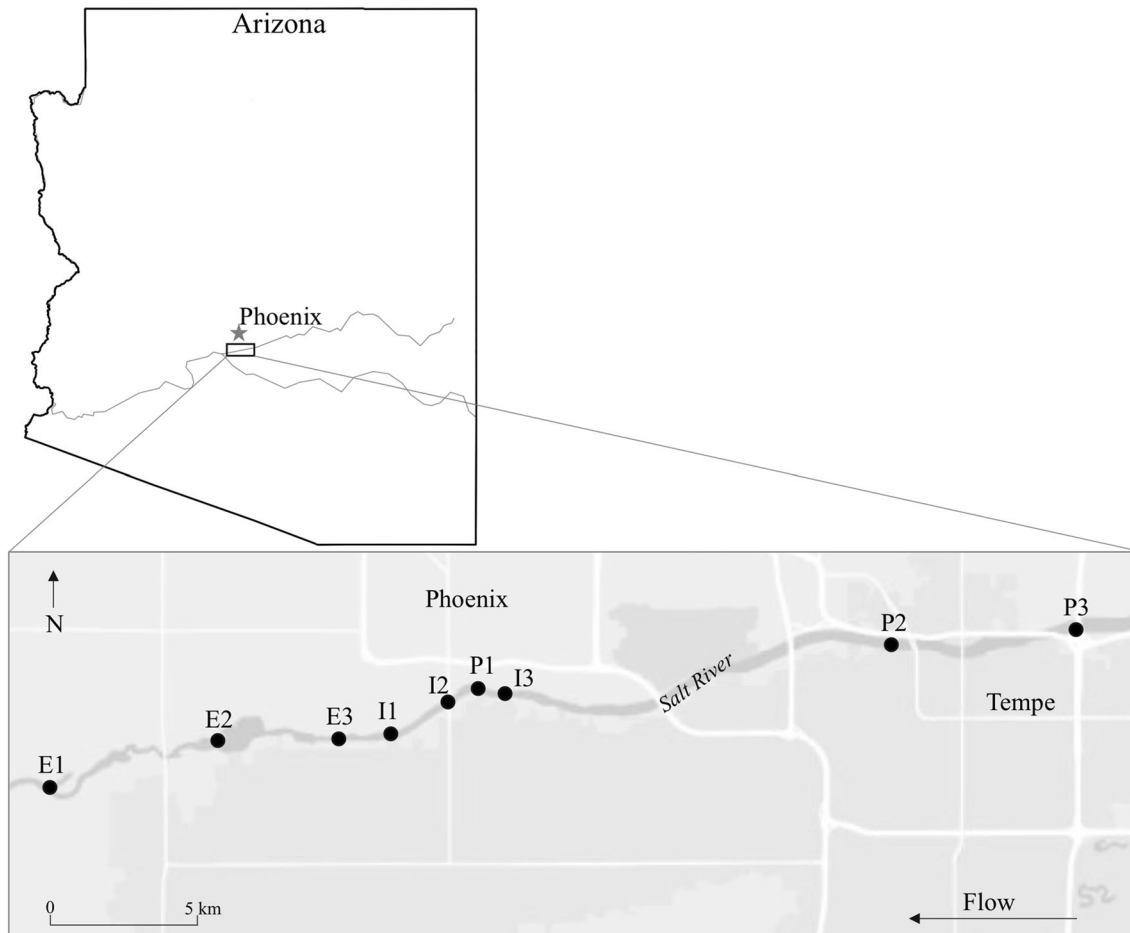 Arizona
Phoenix
N
Phoenix
P3
P2
P1
I3
I2
Salt River
Tempe
E2
E3
I1
E1
0
5 km
Flow
52